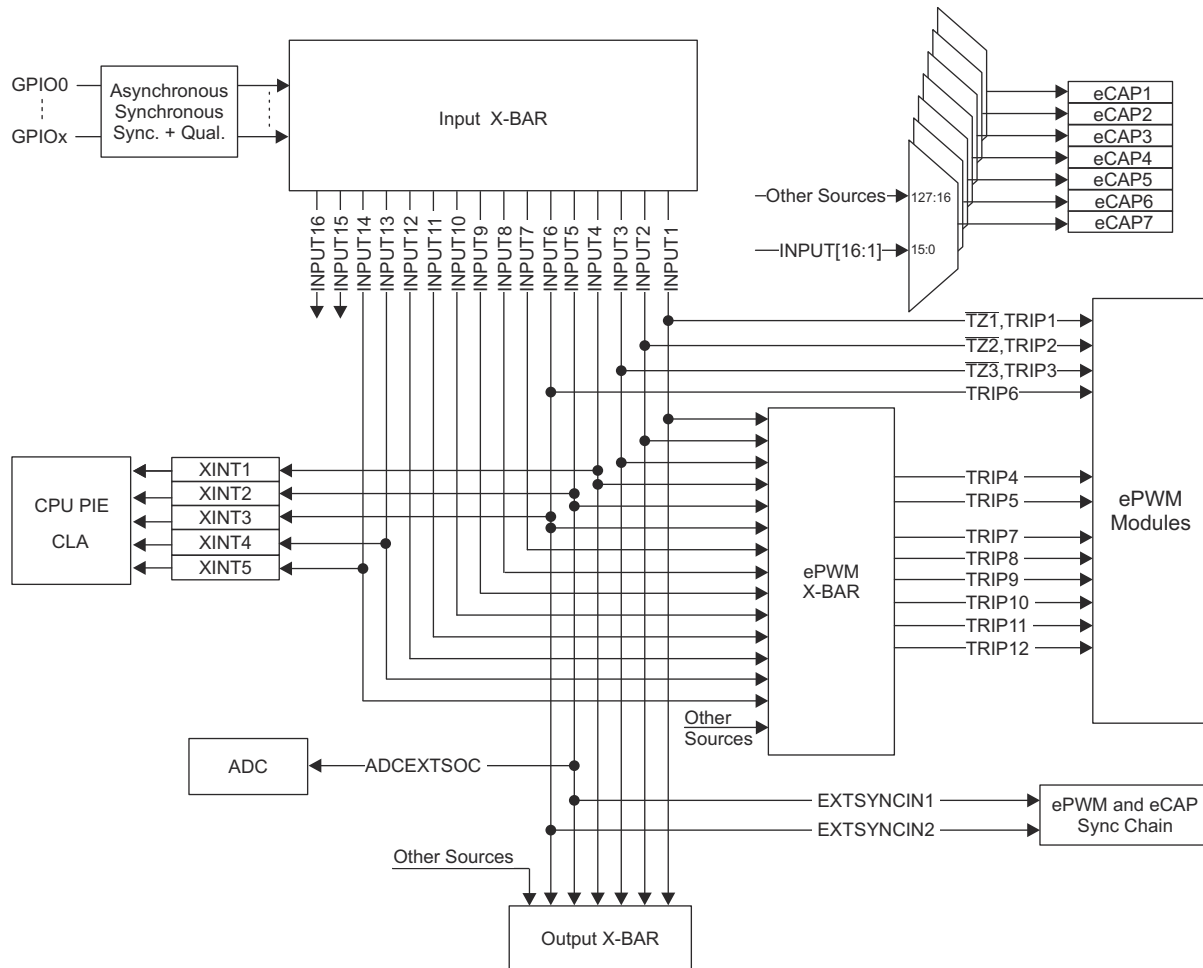 GPIO0
GPIOx
Asynchronous
Synchronous
Sync. + Qual.
Input X-BAR
INPUT16
INPUT15
INPUT14
INPUT13
INPUT12
INPUT11
INPUT10
INPUT9
INPUT8
INPUT7
INPUT6
INPUT5
INPUT4
INPUT3
INPUT2
INPUT1
Other Sources
127:16
INPUT[16:1]
15:0
eCAP1
eCAP2
eCAP3
eCAP4
eCAP5
eCAP6
eCAP7
TZ1,TRIP1
TZ2,TRIP2
TZ3,TRIP3
TRIP6
CPU PIE
CLA
XINT1
XINT2
XINT3
XINT4
XINT5
ePWM
X-BAR
TRIP4
TRIP5
TRIP7
TRIP8
TRIP9
TRIP10
TRIP11
TRIP12
ePWM
Modules
Other
Sources
ADC
ADCEXTSOC
EXTSYNCIN1
EXTSYNCIN2
ePWM and eCAP
Sync Chain
Other Sources
Output X-BAR